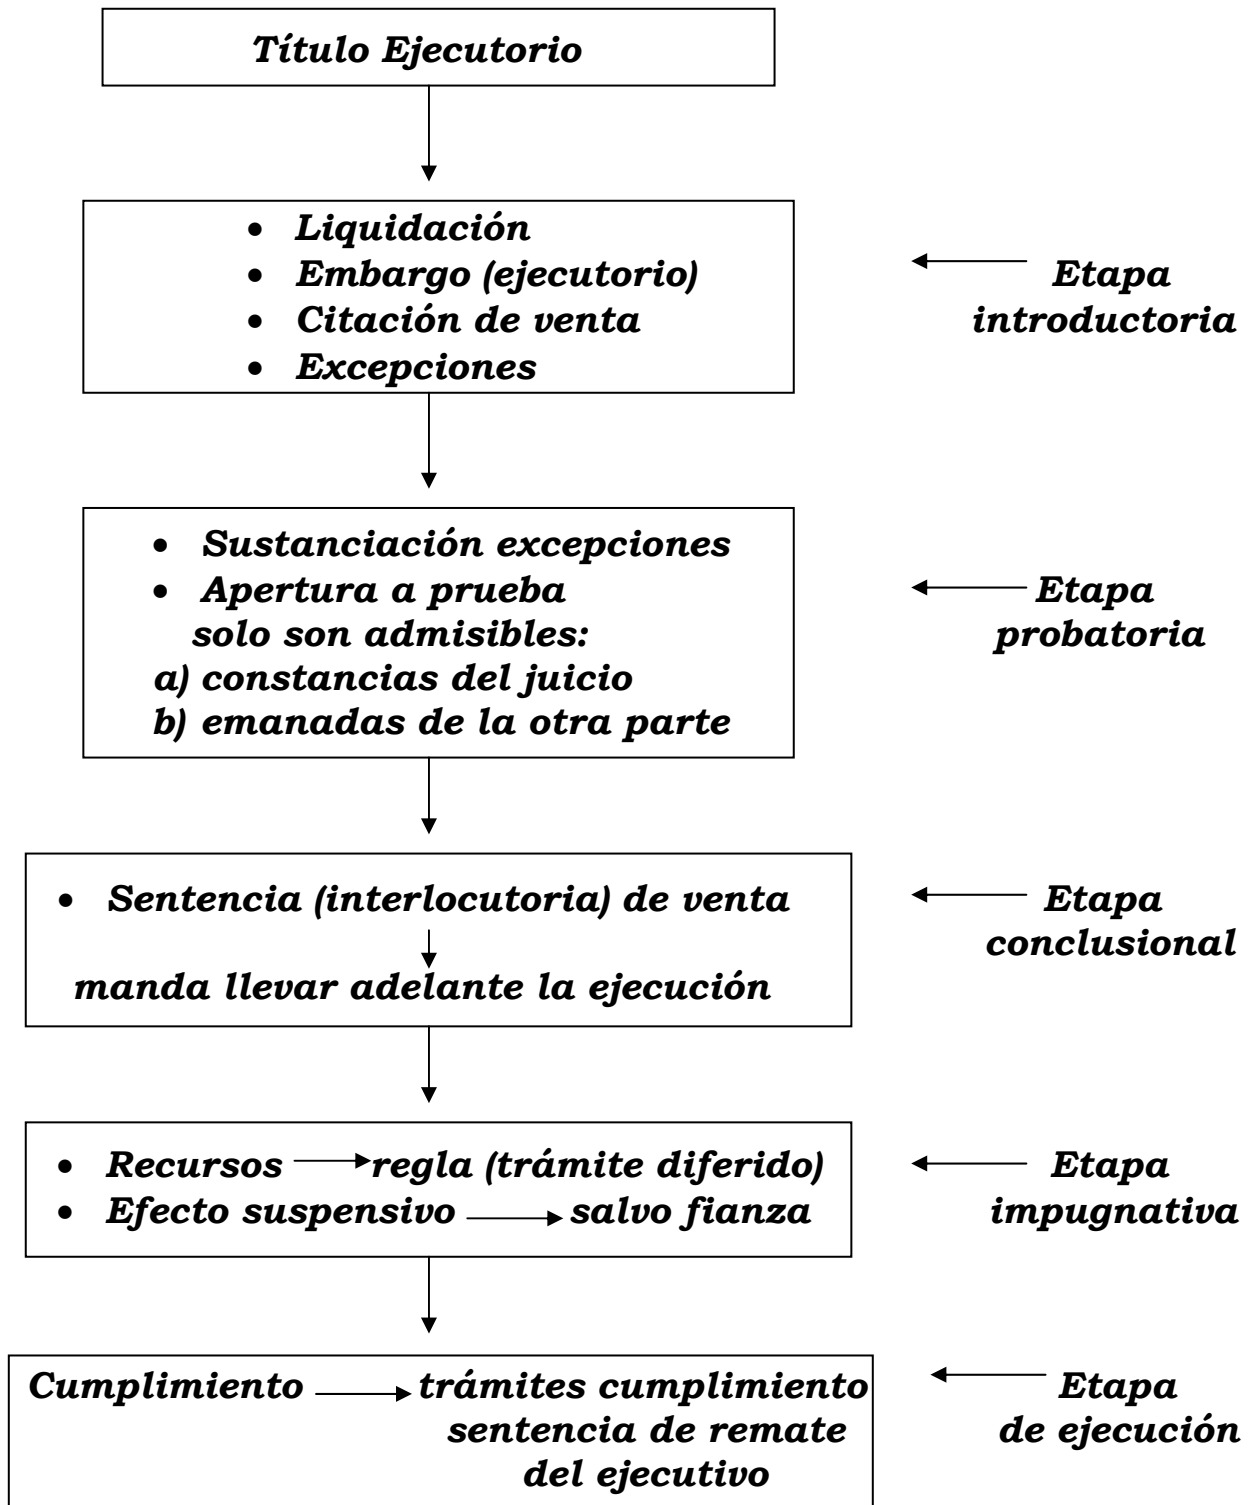 Título Ejecutorio
• Liquidación
• Embargo (ejecutorio)
• Citación de venta
• Excepciones
Etapa
introductoria
• Sustanciación excepciones
• Apertura a prueba
solo son admisibles:
a) constancias del juicio
b) emanadas de la otra parte
Etapa
probatoria
• Sentencia (interlocutoria) de venta
manda llevar adelante la ejecución
Etapa
conclusional
• Recursos regla (trámite diferido)
• Efecto suspensivo salvo fianza
Etapa
impugnativa
Cumplimiento trámites cumplimiento
sentencia de remate
del ejecutivo
Etapa
de ejecución